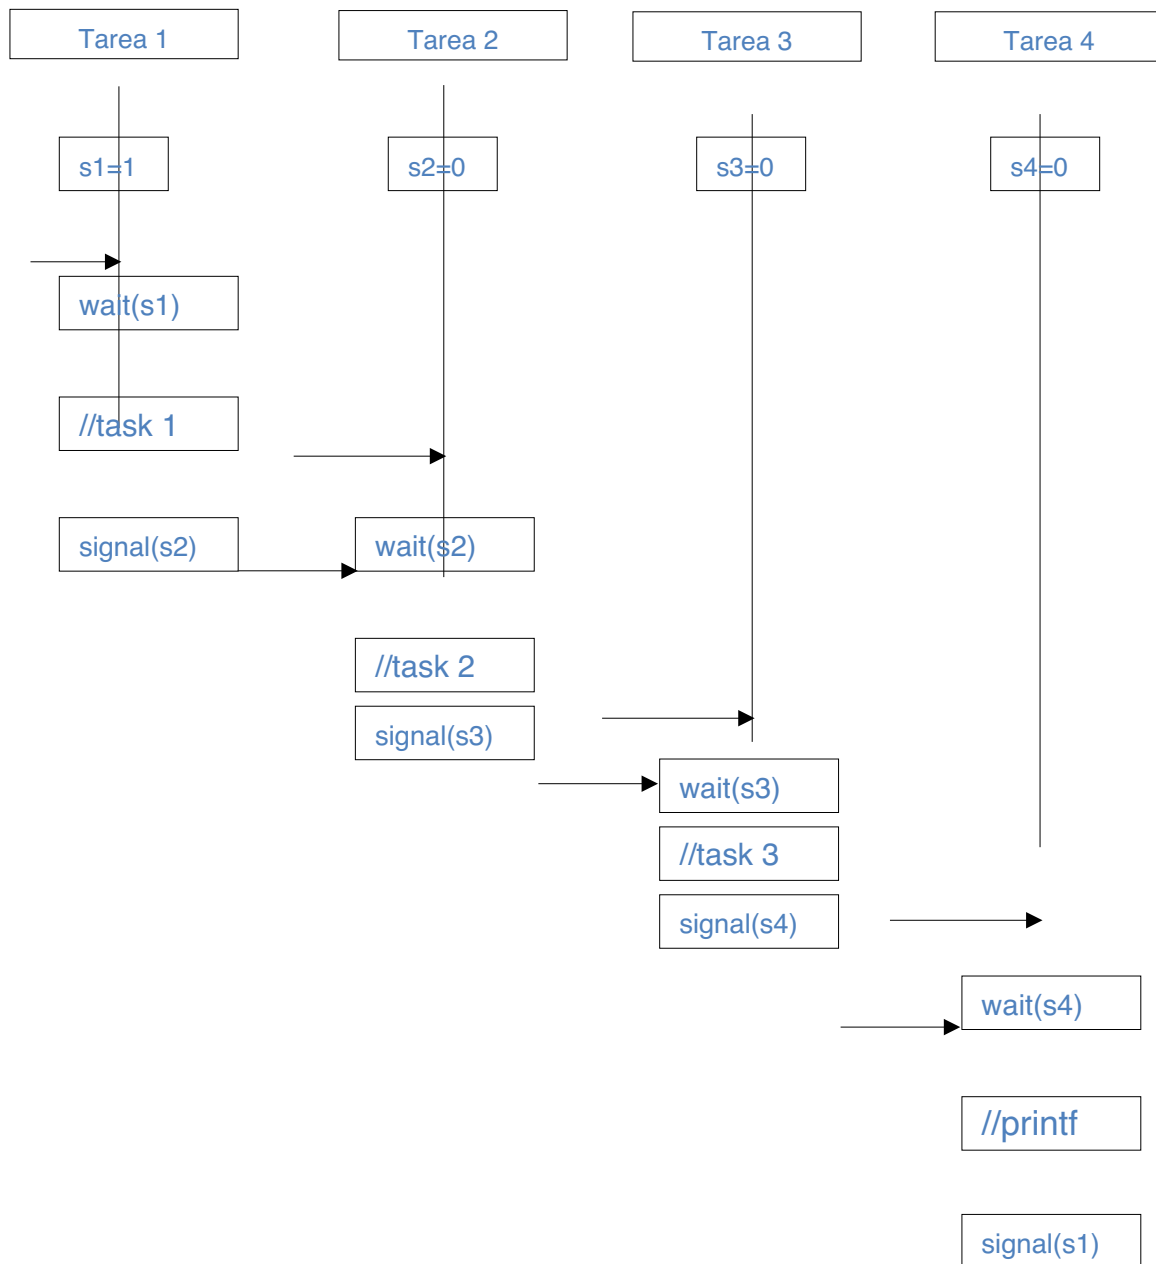 Tarea 1
Tarea 2
Tarea 3
Tarea 4
s1=1
s2=0
s3=0
s4=0
wait(s1)
//task 1
signal(s2)
wait(s2)
//task 2
signal(s3)
wait(s3)
//task 3
signal(s4)
wait(s4)
//printf
signal(s1)